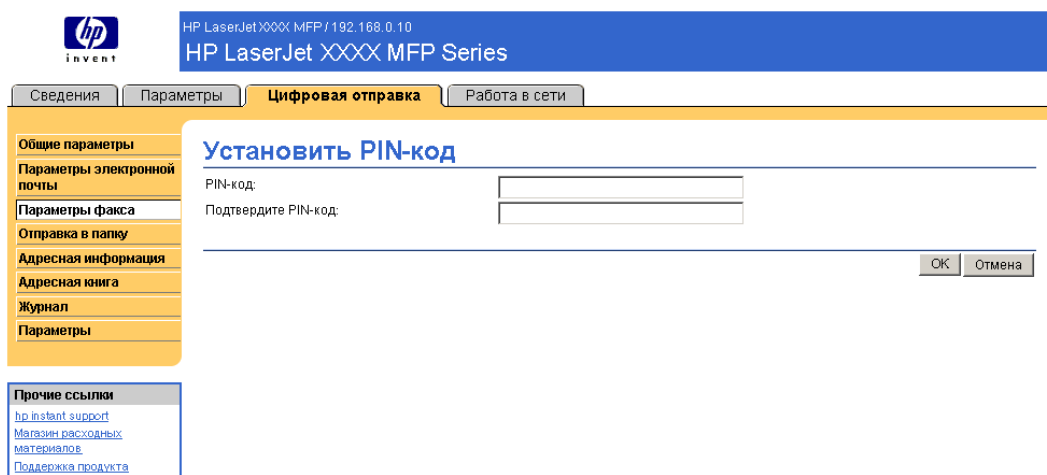 hp
invent
HP LaserJet XXXX MFP / 192.168.0.10
HP LaserJet XXXX MFP Series
Сведения
Параметры
Цифровая отправка
Работа в сети
Общие параметры
Параметры электронной
почты
Параметры факса
Отправка в папку
Адресная информация
Адресная книга
Журнал
Параметры
Установить PIN-код
PIN-код:
Подтвердите PIN-код:
OK
Отмена
Прочие ссылки
hp instant support
Магазин расходных
материалов
Поддержка продукта